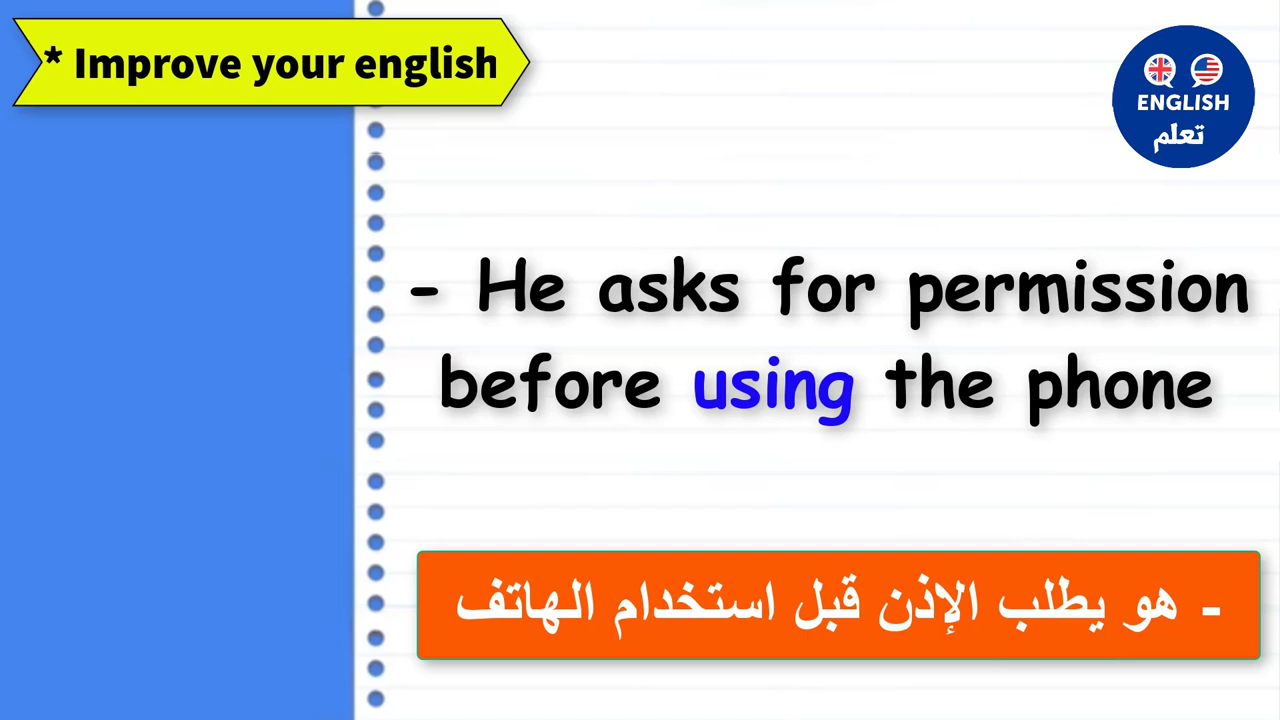 * Improve your english
ENGLISH
تعلم
- He asks for permission
before using the phone
- هو يطلب الإذن قبل استخدام الهاتف